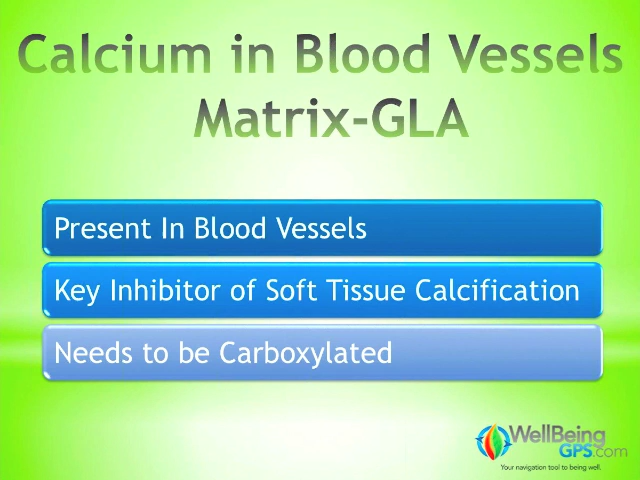 Calcium in Blood Vessels
Matrix-GLA
Present In Blood Vessels
Key Inhibitor of Soft Tissue Calcification
Needs to be Carboxylated
WellBeing
GPS.com
Your navigation tool to being well.